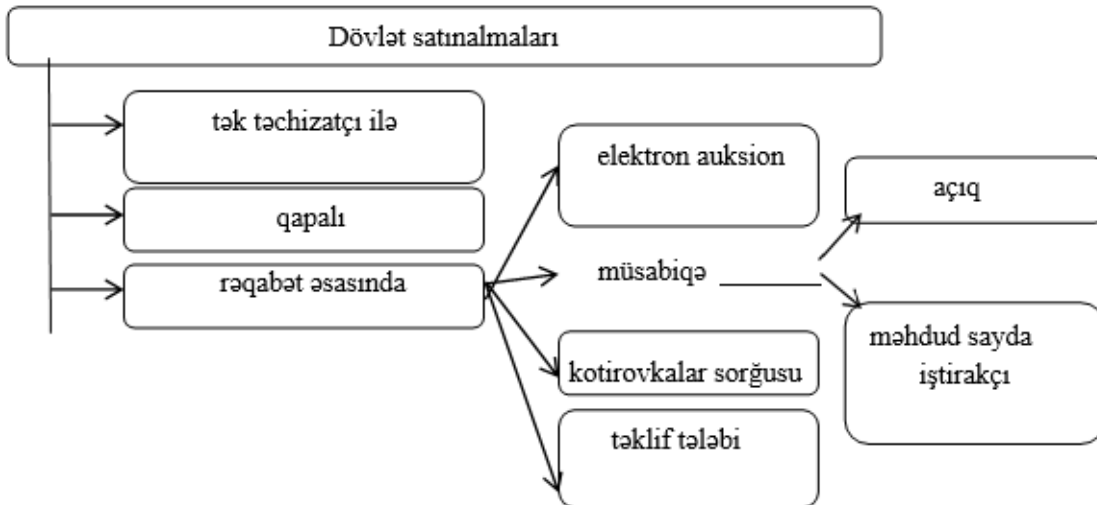 Dövlət satınalmaları
tək təchizatçı ilə
qapalı
rəqabət əsasında
elektron auksion
müsabiqə
kotirovkalar sorğusu
təklif tələbi
açıq
məhdud sayda
iştirakçı